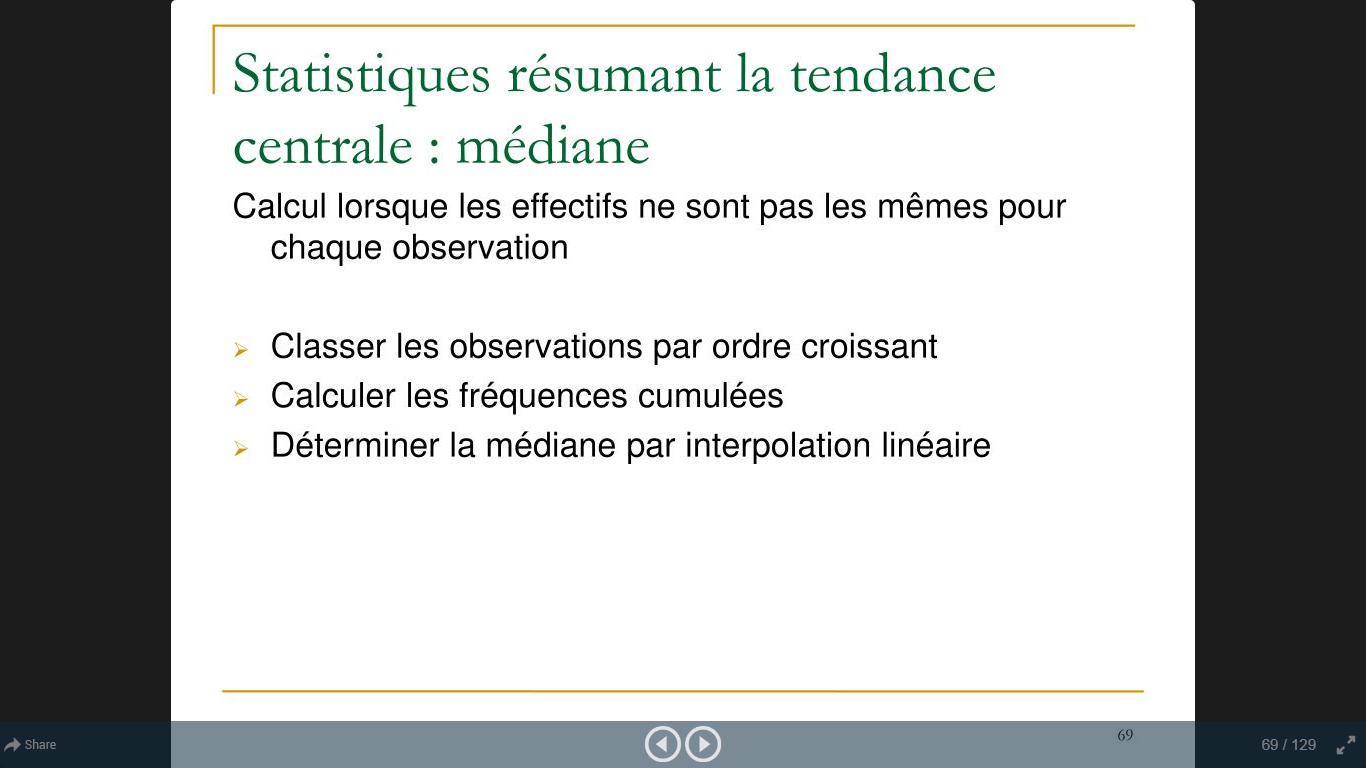 Statistiques résumant la tendance
centrale : médiane
Calcul lorsque les effectifs ne sont pas les mêmes pour
chaque observation
Classer les observations par ordre croissant
Calculer les fréquences cumulées
Déterminer la médiane par interpolation linéaire
69
Share
69 / 129